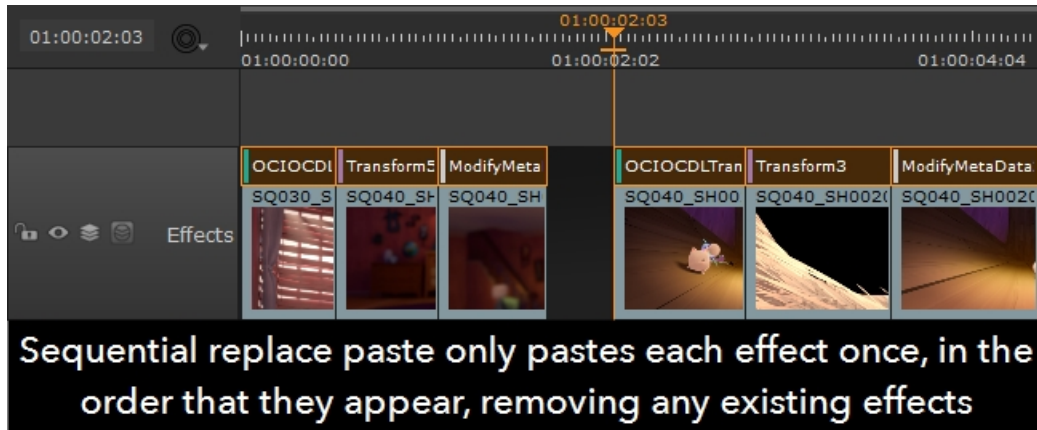 01:00:02:03
01:00:02:03
01:00:00:00 01:00:02:02 01:00:04:04
OCIOCDL Transform5 ModifyMeta OCIOCDLTran Transform3 ModifyMetaData
SQ030_S SQ040_SH SQ040_SH SQ040_SH00 SQ040_SH002 SQ040_SH002
Effects
Sequential replace paste only pastes each effect once, in the
order that they appear, removing any existing effects